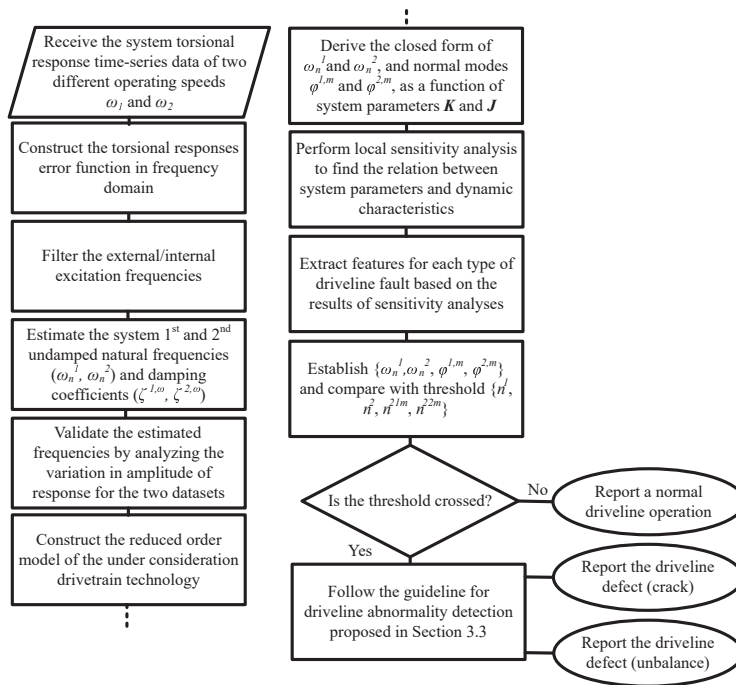 Receive the system torsional
response time-series data of two
different operating speeds
ω₁ and ω₂
Construct the torsional responses
error function in frequency
domain
Filter the external/internal
excitation frequencies
Estimate the system 1st and 2nd
undamped natural frequencies
(ωn¹, ωn²) and damping
coefficients (ζ^1,ω, ζ^2,ω)
Validate the estimated
frequencies by analyzing the
variation in amplitude of
response for the two datasets
Construct the reduced order
model of the under consideration
drivetrain technology
Derive the closed form of
ωn¹ and ωn², and normal modes
φ^1,m and φ^2,m, as a function of
system parameters K and J
Perform local sensitivity analysis
to find the relation between
system parameters and dynamic
characteristics
Extract features for each type of
driveline fault based on the
results of sensitivity analyses
Establish {ωn¹,ωn², φ^1,m, φ^2,m}
and compare with threshold {n¹,
n², n^21m, n^22m}
Is the threshold crossed?
No
Report a normal
driveline operation
Yes
Follow the guideline for
driveline abnormality detection
proposed in Section 3.3
Report the driveline
defect (crack)
Report the driveline
defect (unbalance)